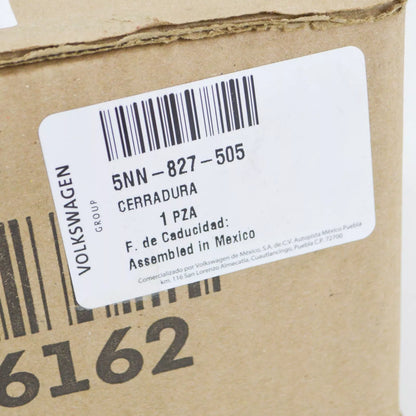 VOLKSWAGEN
GROUP
5NN-827-505
CERRADURA
1 PZA
F. de Caducidad:
Assembled in Mexico
Comercializado por Volkswagen de México, S.A. de C.V. Autopista México Puebla
km. 116 San Lorenzo Almecatla, Cuautlancingo, Puebla C.P. 72700
6162